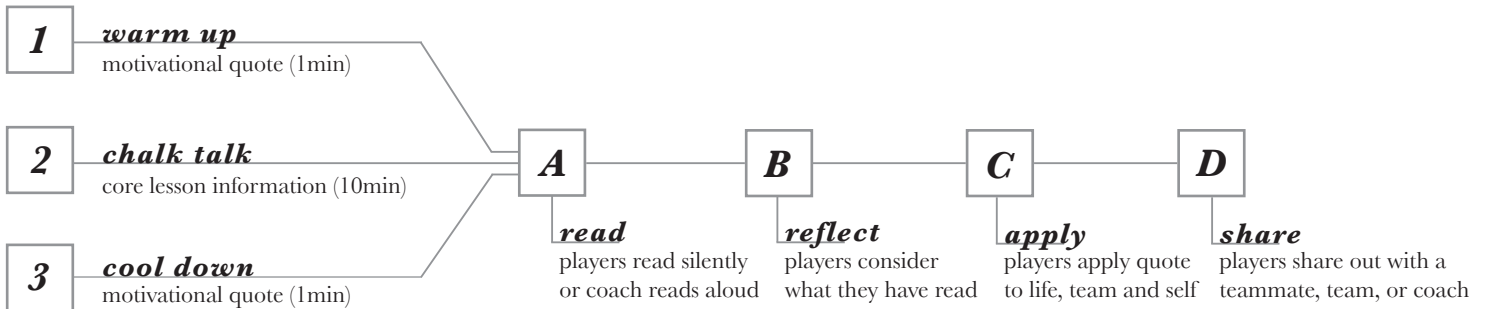 1
warm up
motivational quote (1min)
2
chalk talk
core lesson information (10min)
3
cool down
motivational quote (1min)
A
read
players read silently
or coach reads aloud
B
reflect
players consider
what they have read
C
apply
players apply quote
to life, team and self
D
share
players share out with a
teammate, team, or coach